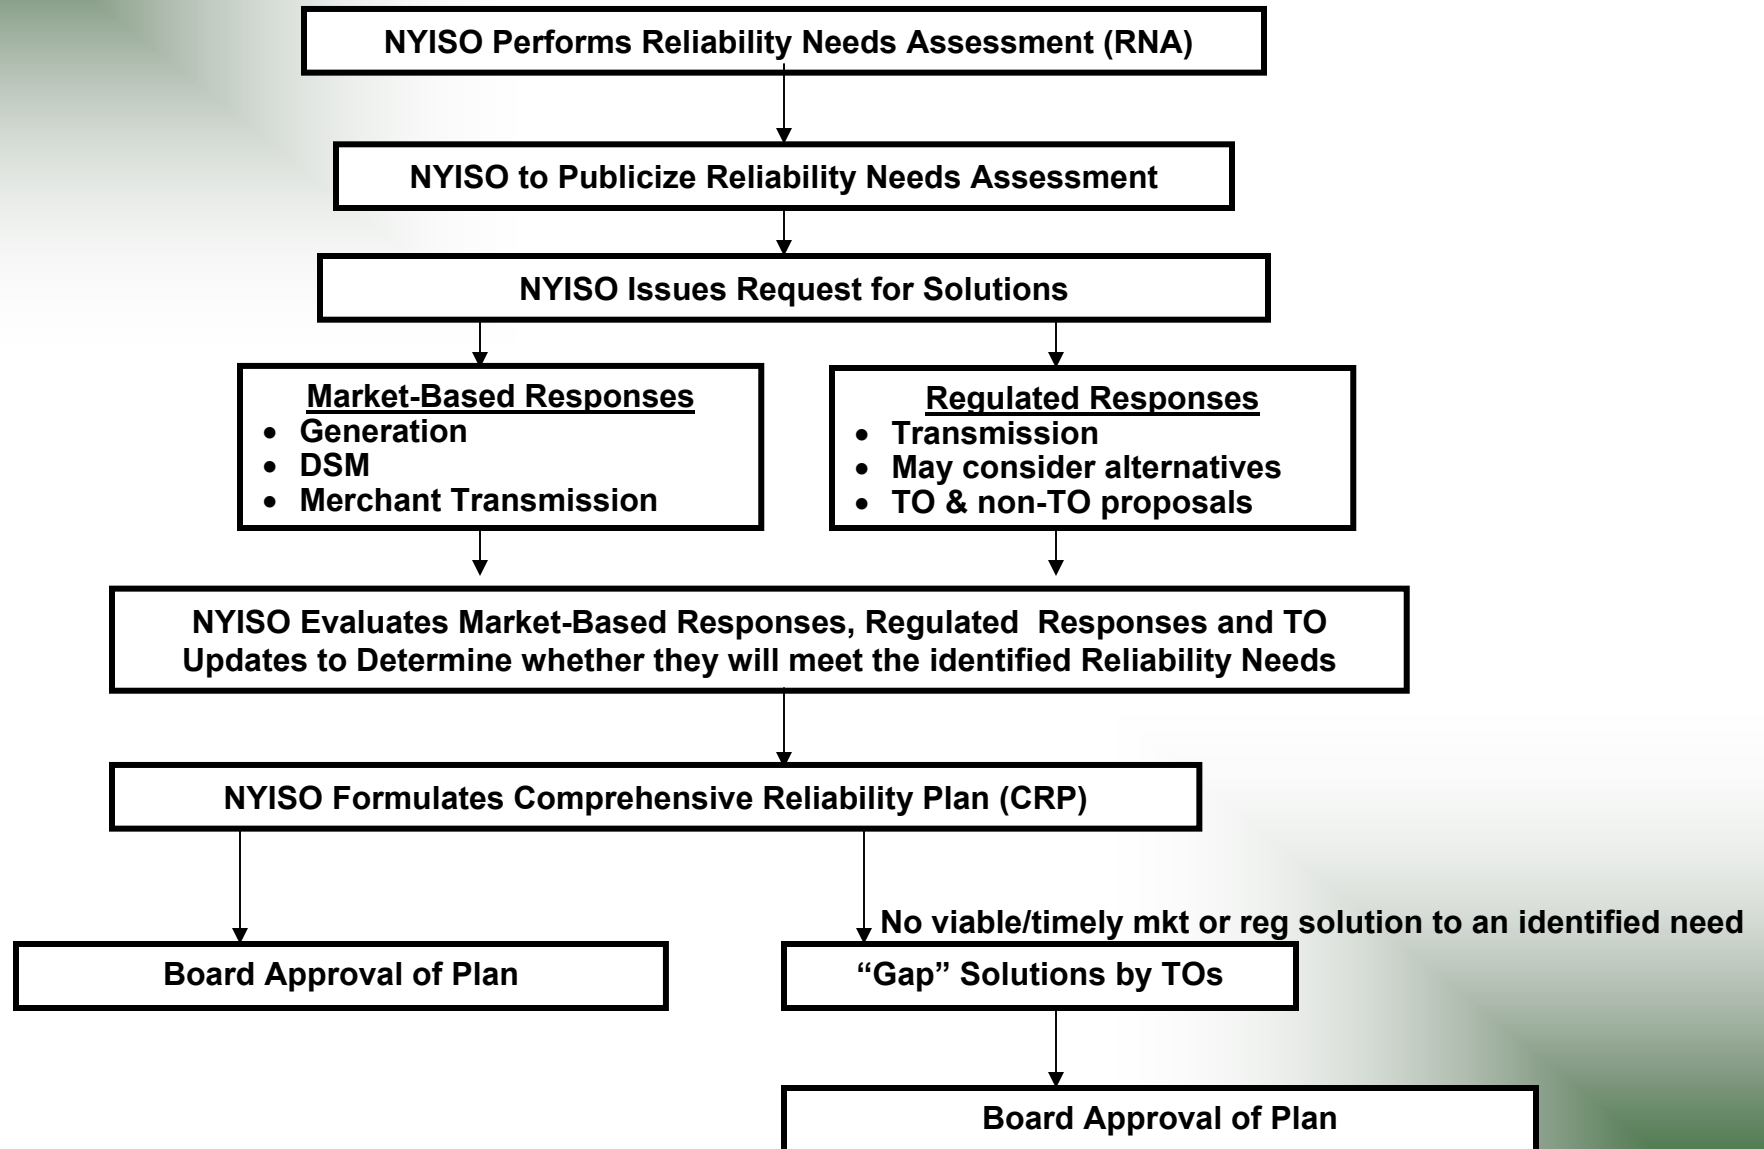 NYISO Performs Reliability Needs Assessment (RNA)
NYISO to Publicize Reliability Needs Assessment
NYISO Issues Request for Solutions
Market-Based Responses
• Generation
• DSM
• Merchant Transmission
Regulated Responses
• Transmission
• May consider alternatives
• TO & non-TO proposals
NYISO Evaluates Market-Based Responses, Regulated  Responses and TO
Updates to Determine whether they will meet the identified Reliability Needs
NYISO Formulates Comprehensive Reliability Plan (CRP)
No viable/timely mkt or reg solution to an identified need
Board Approval of Plan
“Gap” Solutions by TOs
Board Approval of Plan